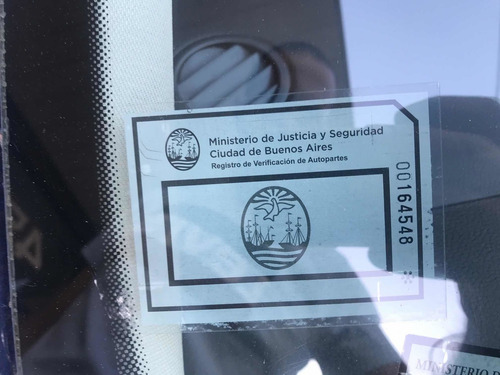 Ministerio de Justicia y Seguridad
Ciudad de Buenos Aires
Registro de Verificación de Autopartes
00164548
MINISTERIO D